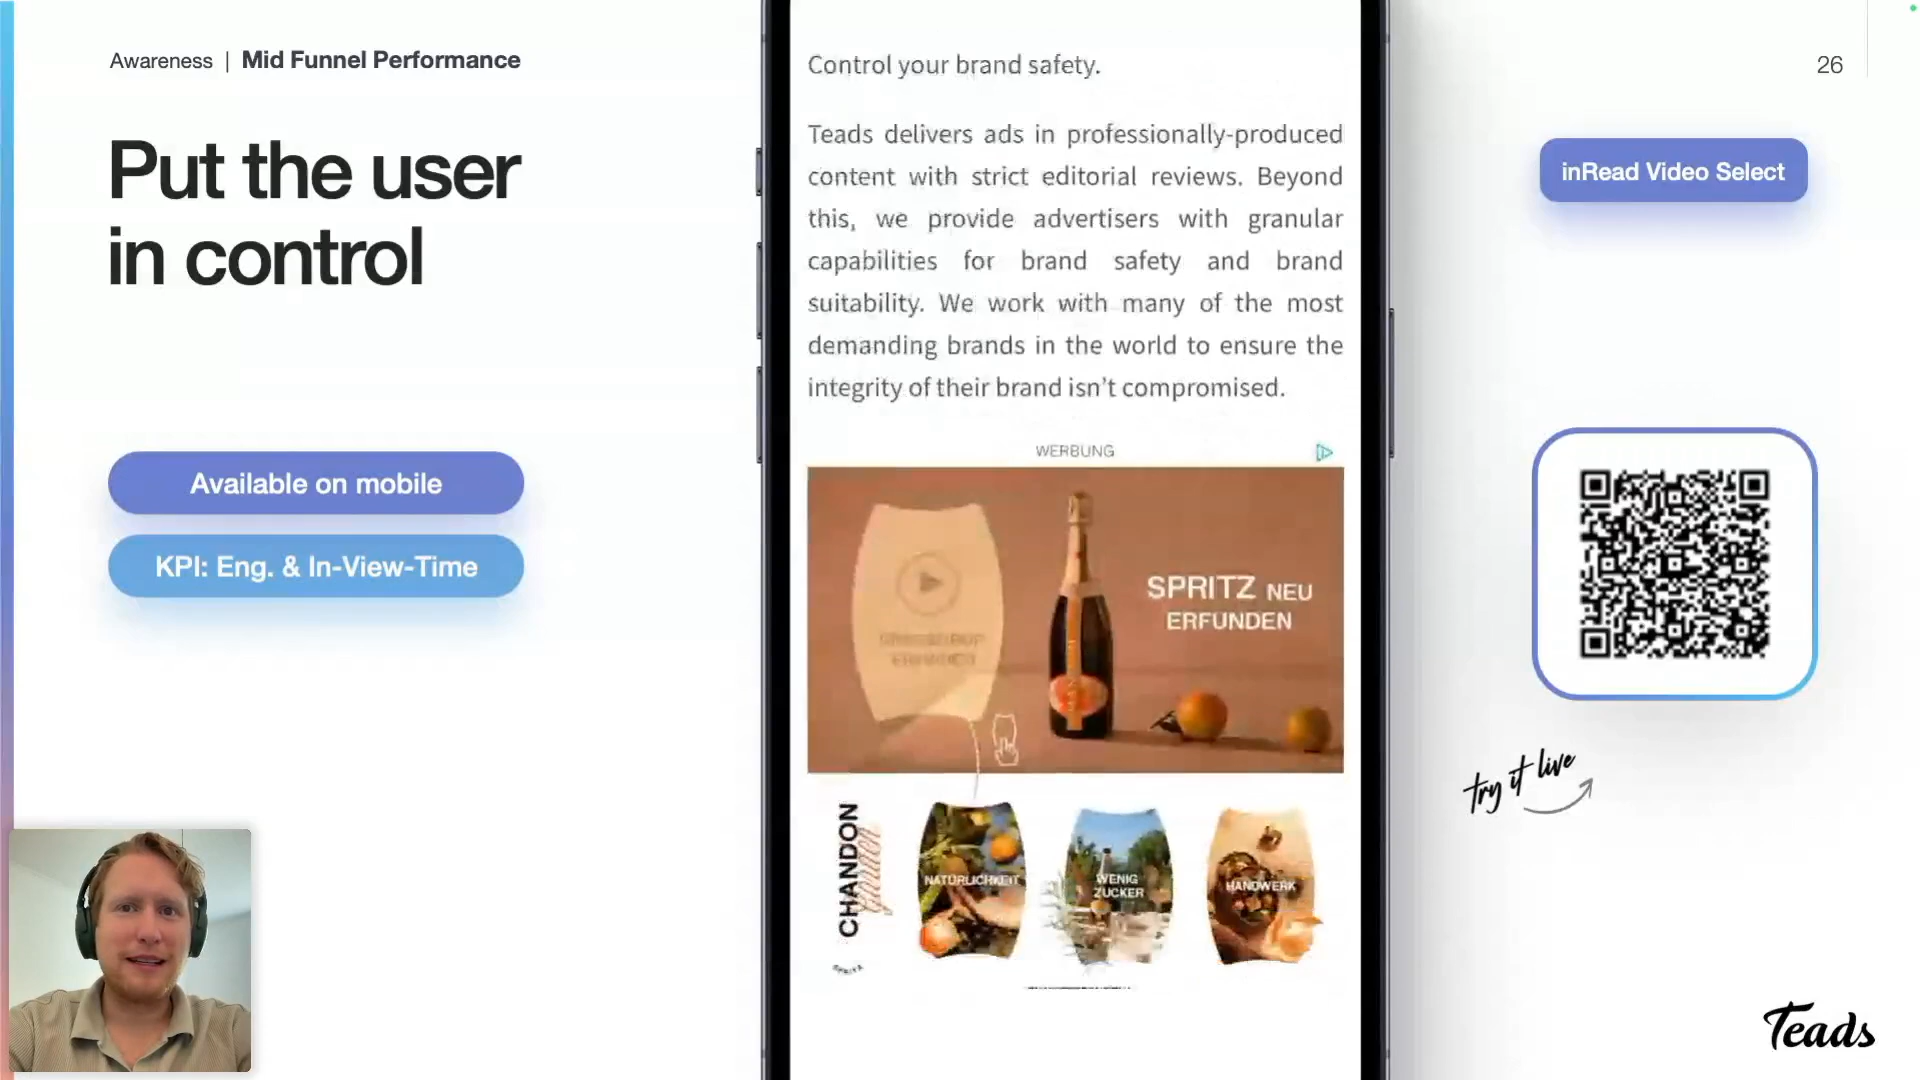 Awareness | Mid Funnel Performance
26
Put the user
in control
Available on mobile
KPI: Eng. & In-View-Time
Control your brand safety.
Teads delivers ads in professionally-produced
content with strict editorial reviews. Beyond
this, we provide advertisers with granular
capabilities for brand safety and brand
suitability. We work with many of the most
demanding brands in the world to ensure the
integrity of their brand isn't compromised.
WERBUNG
SPRITZ NEU
ERFUNDEN
CHANDON
garden
SPRITZ
NATÜRLICHKEIT
WENIG
ZUCKER
HANDWERK
inRead Video Select
try it live
Teads